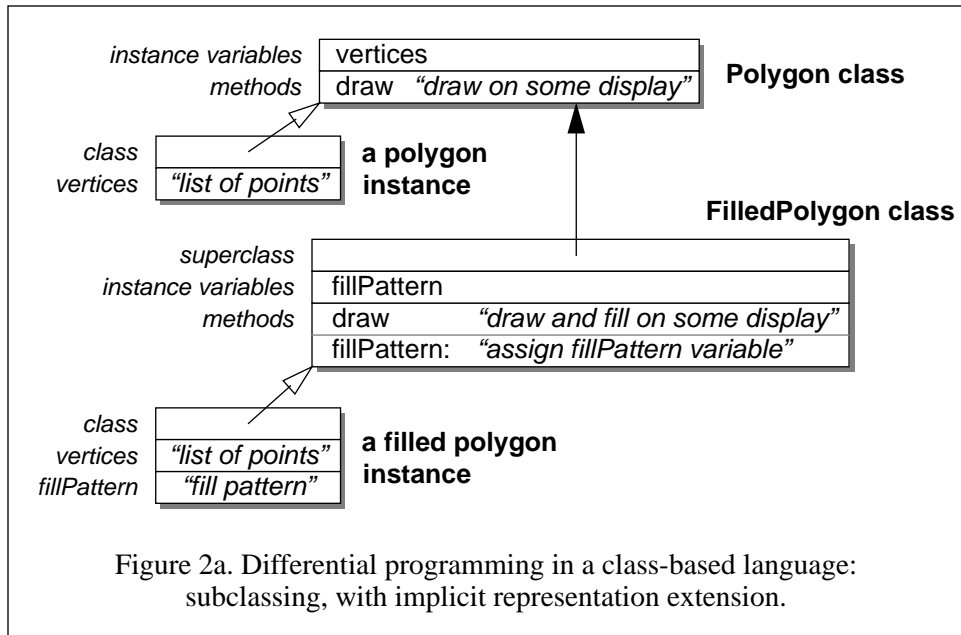 instance variables vertices
methods draw “draw on some display”
Polygon class
class
vertices “list of points”
a polygon
instance
FilledPolygon class
superclass
instance variables fillPattern
methods draw “draw and fill on some display”
fillPattern: “assign fillPattern variable”
class
vertices “list of points”
fillPattern “fill pattern”
a filled polygon
instance
Figure 2a. Differential programming in a class-based language:
subclassing, with implicit representation extension.